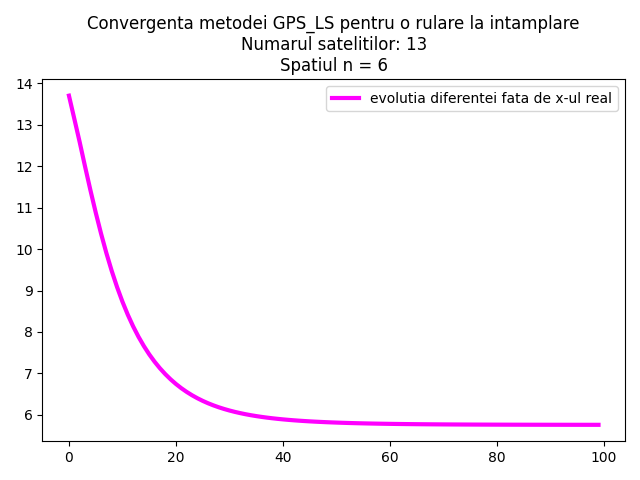 Convergenta metodei GPS_LS pentru o rulare la intamplare
Numarul satelitilor: 13
Spatiul n = 6
evolutia diferentei fata de x-ul real
14
13
12
11
10
9
8
7
6
0 20 40 60 80 100